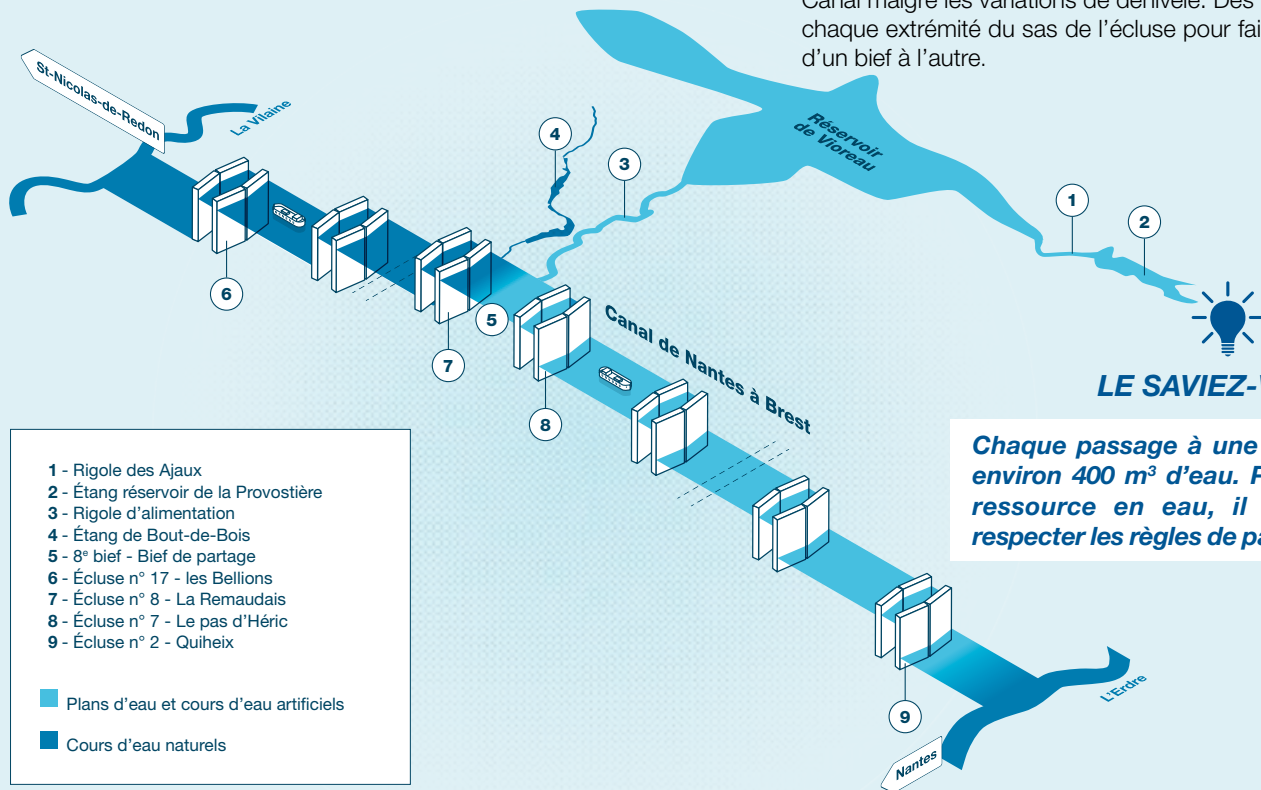 Canal malgré les variations de dénivelé. Des
chaque extrémité du sas de l'écluse pour fai
d'un bief à l'autre.
St-Nicolas-de-Redon
La Vilaine
Réservoir
de Vioreau
4
3
1
2
6
5
7
8
Canal de Nantes à Brest
LE SAVIEZ-V
Chaque passage à une
environ 400 m³ d'eau. P
ressource en eau, il
respecter les règles de pa
1 - Rigole des Ajaux
2 - Étang réservoir de la Provostière
3 - Rigole d'alimentation
4 - Étang de Bout-de-Bois
5 - 8e bief - Bief de partage
6 - Écluse n° 17 - les Bellions
7 - Écluse n° 8 - La Remaudais
8 - Écluse n° 7 - Le pas d'Héric
9 - Écluse n° 2 - Quiheix
Plans d'eau et cours d'eau artificiels
Cours d'eau naturels
9
L'Erdre
Nantes